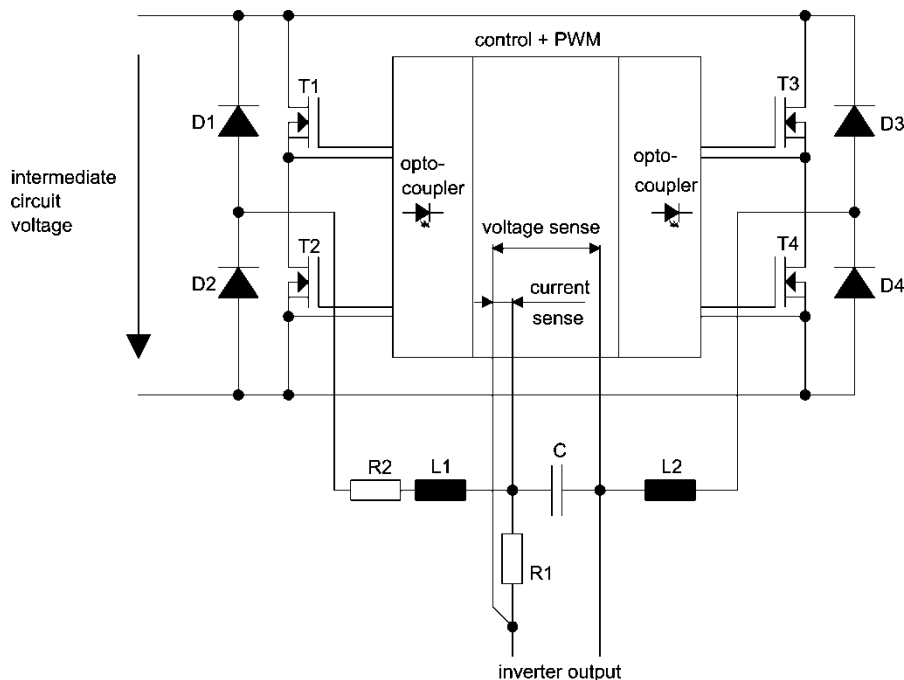 control + PWM
T1
T3
D1
D3
opto-
coupler
opto-
coupler
intermediate
circuit
voltage
voltage sense
T2
T4
D2
D4
current
sense
C
R2
L1
L2
R1
inverter output